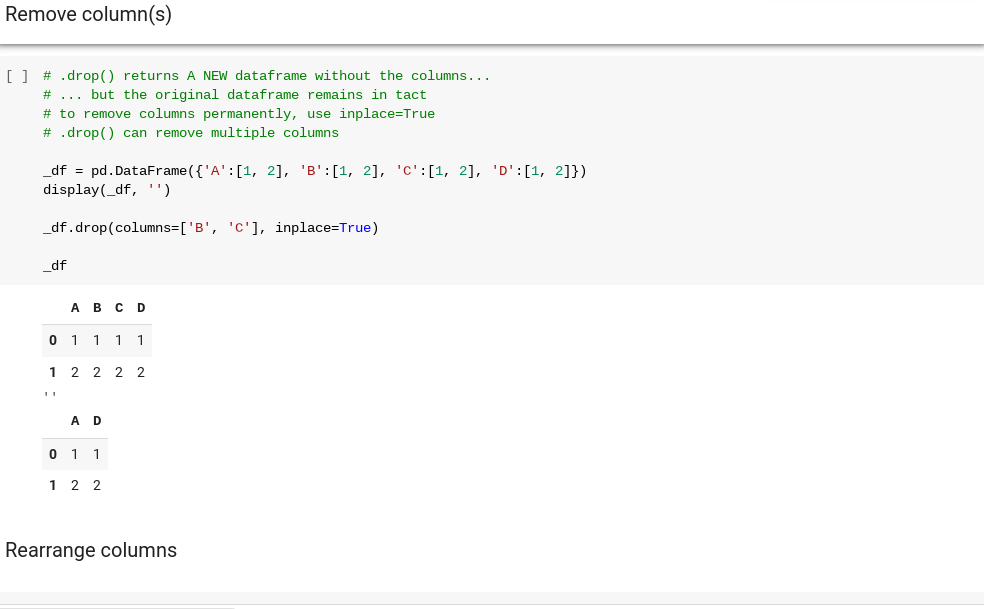 Remove column(s)
[ ] # .drop() returns A NEW dataframe without the columns...
# ... but the original dataframe remains in tact
# to remove columns permanently, use inplace=True
# .drop() can remove multiple columns
_df = pd.DataFrame({'A':[1, 2], 'B':[1, 2], 'C':[1, 2], 'D':[1, 2]})
display(_df, '')
_df.drop(columns=['B', 'C'], inplace=True)
_df
A B C D
0 1 1 1 1
1 2 2 2 2
''
A D
0 1 1
1 2 2
Rearrange columns